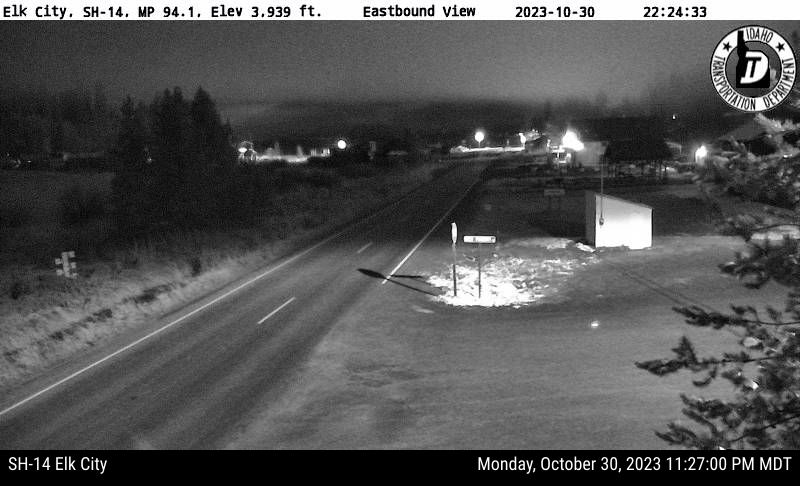 Elk City, SH-14, MP 94.1, Elev 3,939 ft. Eastbound View 2023-10-30 22:24:33
IDAHO
TRANSPORTATION DEPARTMENT
SH-14 Elk City Monday, October 30, 2023 11:27:00 PM MDT